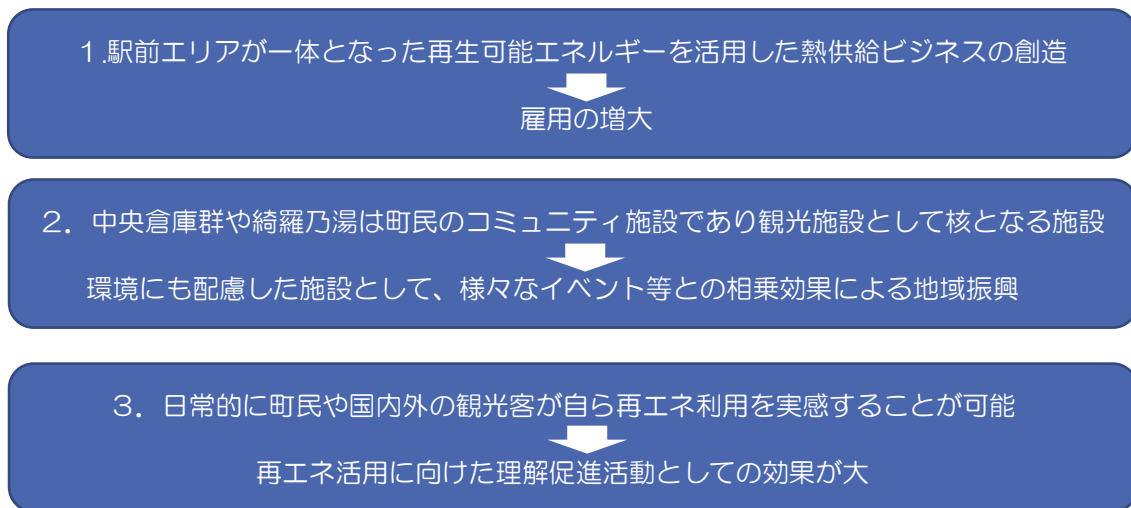 1.駅前エリアが一体となった再生可能エネルギーを活用した熱供給ビジネスの創造
雇用の増大
2．中央倉庫群や綺羅乃湯は町民のコミュニティ施設であり観光施設として核となる施設
環境にも配慮した施設として、様々なイベント等との相乗効果による地域振興
3．日常的に町民や国内外の観光客が自ら再エネ利用を実感することが可能
再エネ活用に向けた理解促進活動としての効果が大